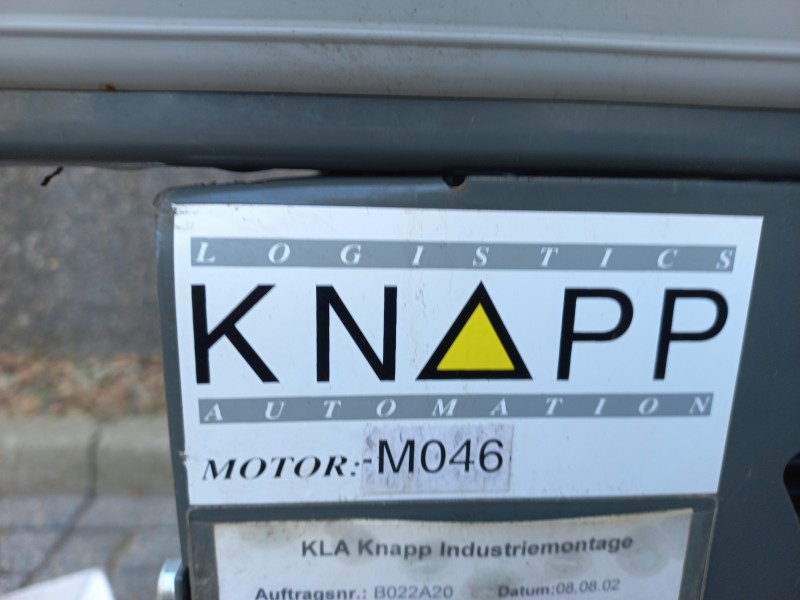 LOGISTICS
KNAPP
AUTOMATION
MOTOR:-M046
KLA Knapp Industriemontage
Auftragsnr.: B022A20 Datum:08.08.02